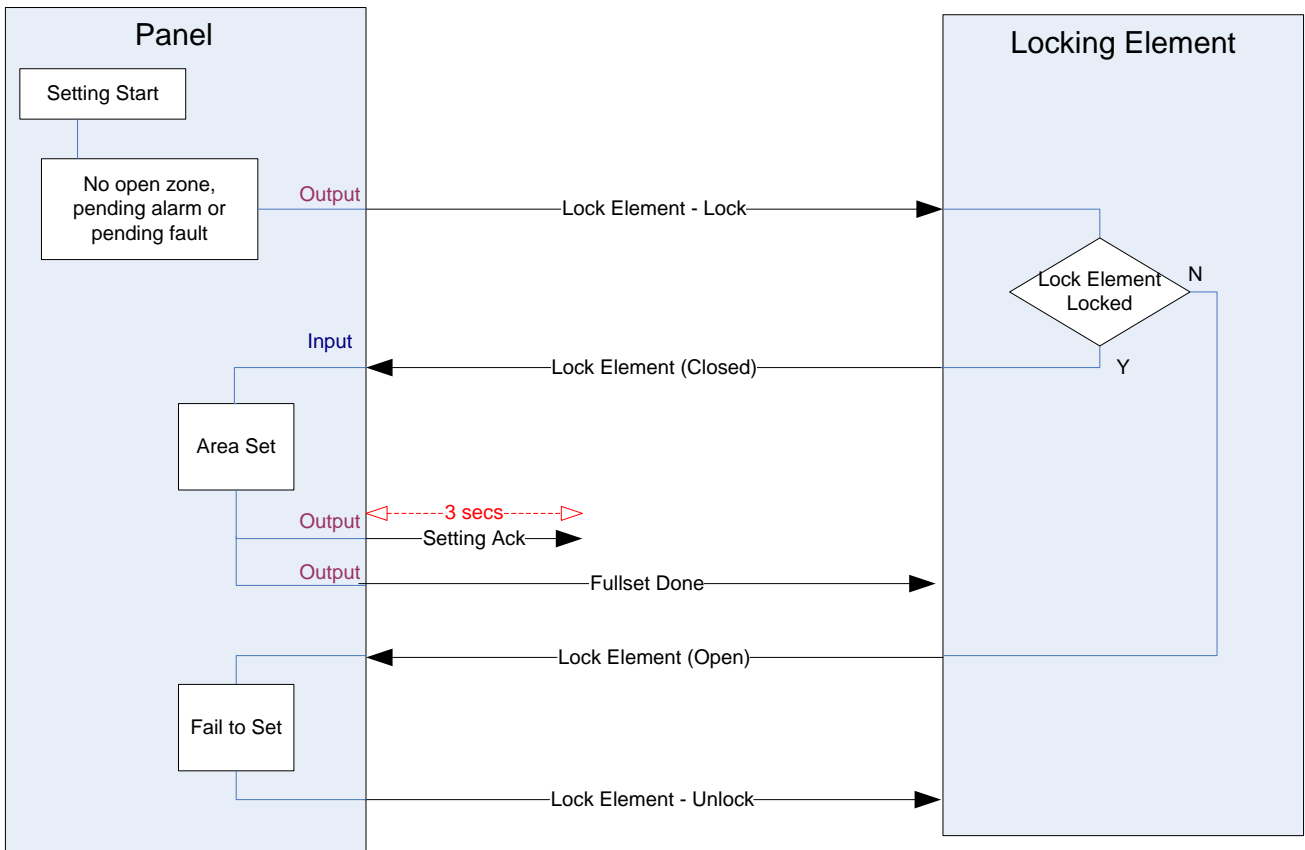 Panel
Locking Element
Setting Start
No open zone,
pending alarm or
pending fault
Output
Lock Element - Lock
Lock Element
Locked
N
Y
Input
Lock Element (Closed)
Area Set
3 secs
Output
Setting Ack
Output
Fullset Done
Lock Element (Open)
Fail to Set
Lock Element - Unlock